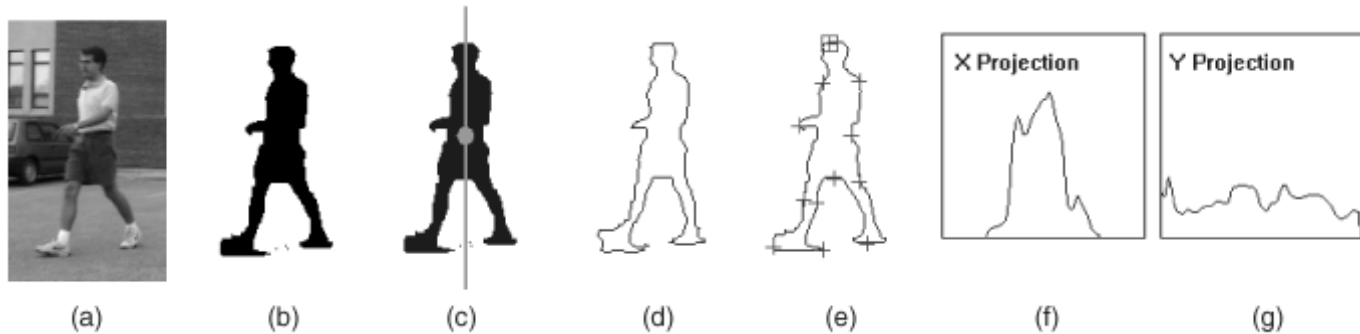 X Projection
Y Projection
(a)
(b)
(c)
(d)
(e)
(f)
(g)